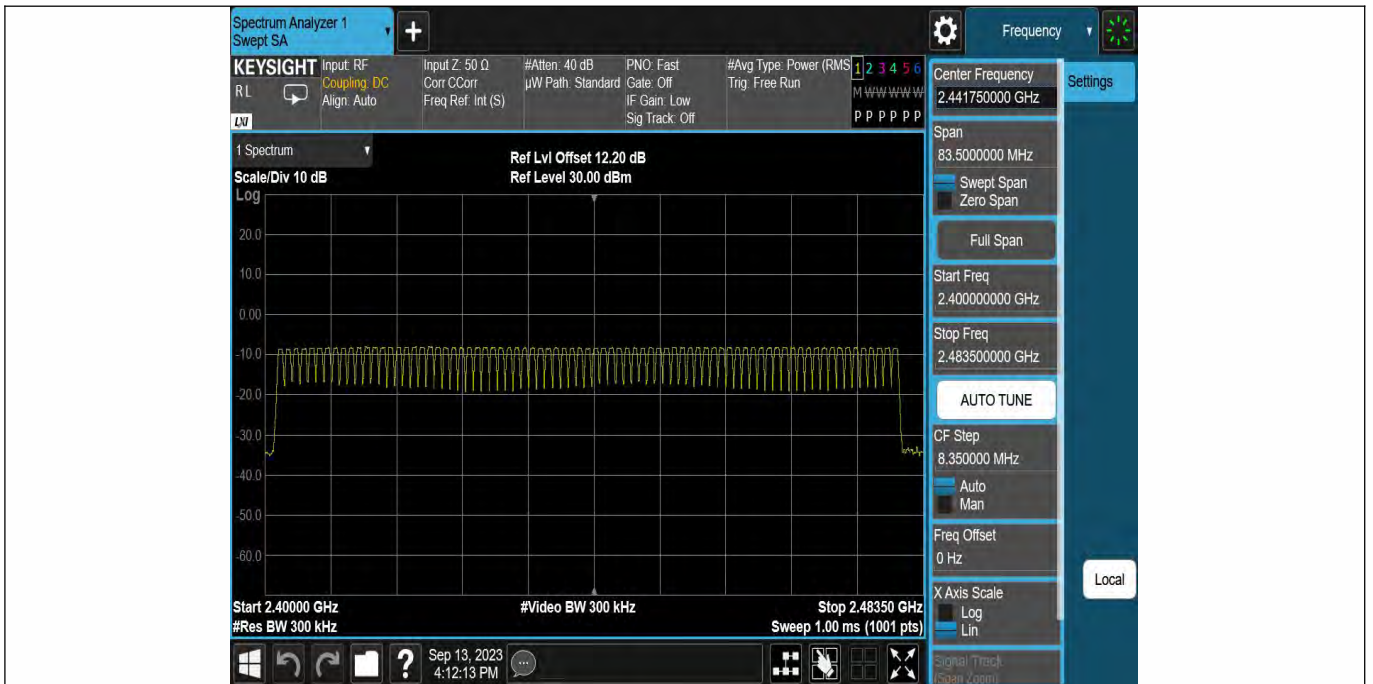 Spectrum Analyzer 1
Swept SA
Frequency
KEYSIGHT
RL
LXI
Input: RF
Coupling: DC
Align: Auto
Input Z: 50 Ω
Corr CCorr
Freq Ref: Int (S)
#Atten: 40 dB
µW Path: Standard
PNO: Fast
Gate: Off
IF Gain: Low
Sig Track: Off
#Avg Type: Power (RMS
Trig: Free Run
1 2 3 4 5 6
M W W W W W
P P P P P P
1 Spectrum
Scale/Div 10 dB
Ref Lvl Offset 12.20 dB
Ref Level 30.00 dBm
Log
20.0
10.0
0.00
-10.0
-20.0
-30.0
-40.0
-50.0
-60.0
Start 2.40000 GHz
#Res BW 300 kHz
#Video BW 300 kHz
Stop 2.48350 GHz
Sweep 1.00 ms (1001 pts)
Center Frequency
2.441750000 GHz
Settings
Span
83.5000000 MHz
Swept Span
Zero Span
Full Span
Start Freq
2.400000000 GHz
Stop Freq
2.483500000 GHz
AUTO TUNE
CF Step
8.350000 MHz
Auto
Man
Freq Offset
0 Hz
X Axis Scale
Log
Lin
Local
Signal Track
(Span Zoom)
?
Sep 13, 2023
4:12:13 PM